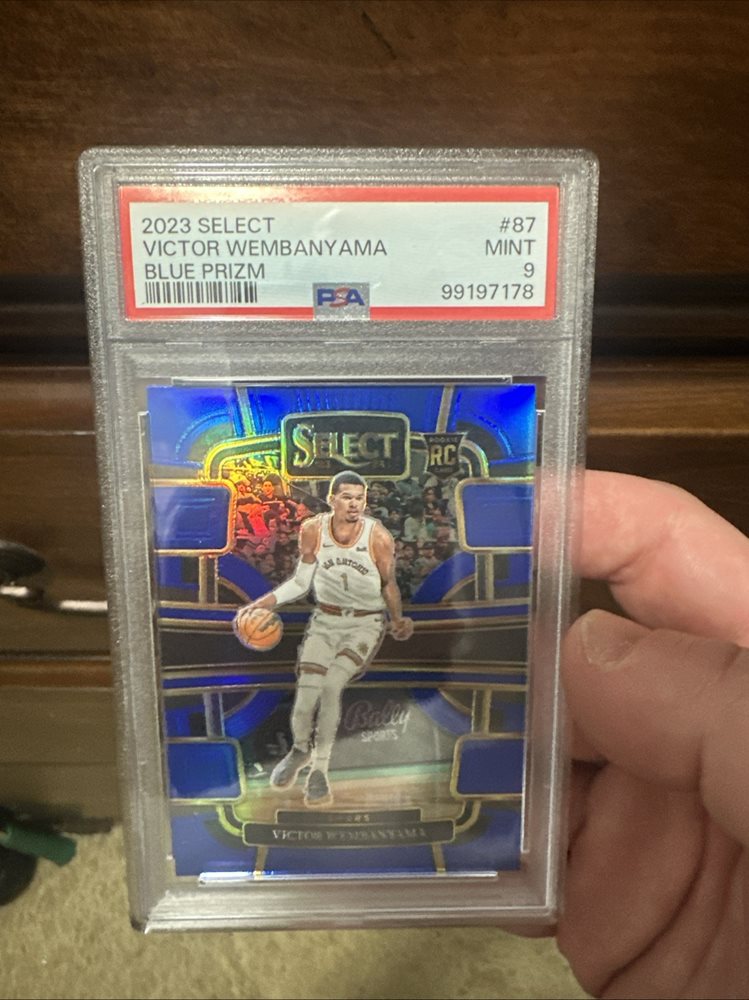 2023 SELECT #87
VICTOR WEMBANYAMA MINT
BLUE PRIZM 9
PSA 99197178
SELECT
ROOKIE
RC
SAN ANTONIO
1
Bally
SPORTS
VICTOR WEMBANYAMA